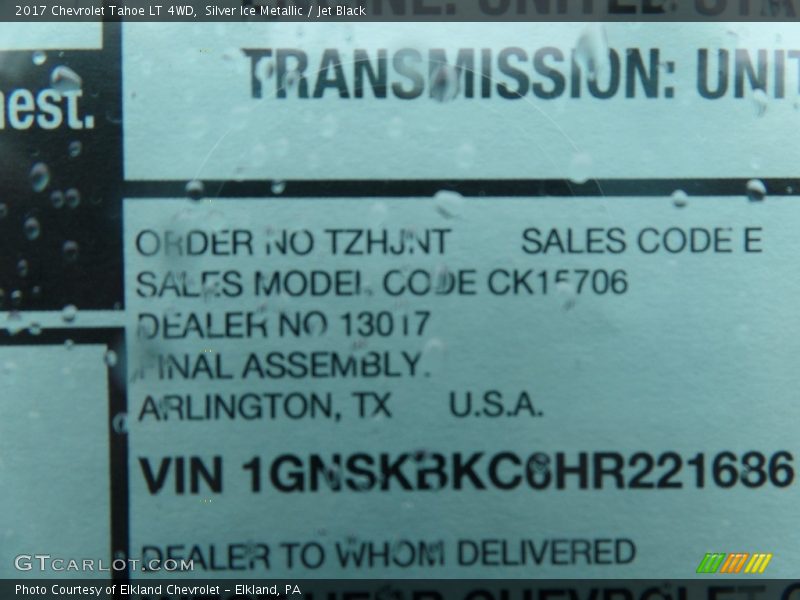 2017 Chevrolet Tahoe LT 4WD, Silver Ice Metallic / Jet Black
TRANSMISSION: UNIT
nest.
ORDER NO TZHJNT SALES CODE E
SALES MODEL CODE CK15706
DEALER NO 13017
FINAL ASSEMBLY:
ARLINGTON, TX U.S.A.
VIN 1GNSKBKC6HR221686
DEALER TO WHOM DELIVERED
GTCARLOT.COM
Photo Courtesy of Elkland Chevrolet - Elkland, PA